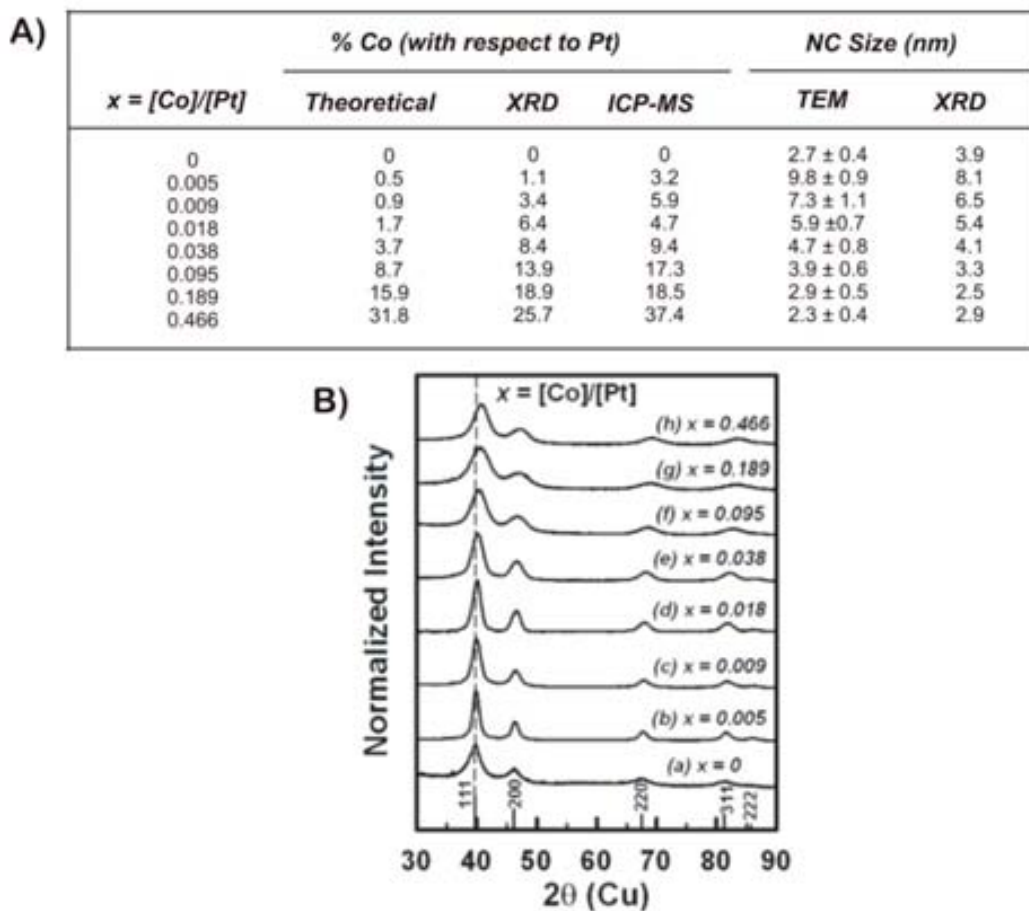 A)
% Co (with respect to Pt) NC Size (nm)
x = [Co]/[Pt] Theoretical XRD ICP-MS TEM XRD
0 0 0 0 2.7 ± 0.4 3.9
0.005 0.5 1.1 3.2 9.8 ± 0.9 8.1
0.009 0.9 3.4 5.9 7.3 ± 1.1 6.5
0.018 1.7 6.4 4.7 5.9 ±0.7 5.4
0.038 3.7 8.4 9.4 4.7 ± 0.8 4.1
0.095 8.7 13.9 17.3 3.9 ± 0.6 3.3
0.189 15.9 18.9 18.5 2.9 ± 0.5 2.5
0.466 31.8 25.7 37.4 2.3 ± 0.4 2.9
B)
x = [Co]/[Pt]
(h) x = 0.466
(g) x = 0.189
(f) x = 0.095
(e) x = 0.038
(d) x = 0.018
(c) x = 0.009
(b) x = 0.005
(a) x = 0
111 200 220 311 222
30 40 50 60 70 80 90
2θ (Cu)
Normalized Intensity